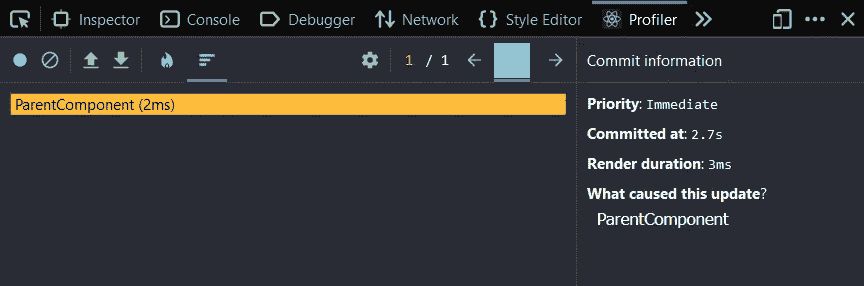 Inspector Console Debugger Network Style Editor Profiler
1 / 1
Commit information
ParentComponent (2ms)
Priority: Immediate
Committed at: 2.7s
Render duration: 3ms
What caused this update?
ParentComponent